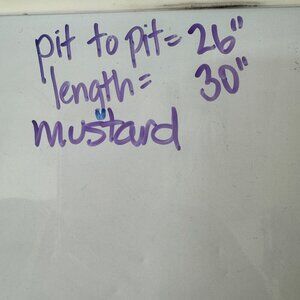 pit to pit= 26"
length= 30"
mustard